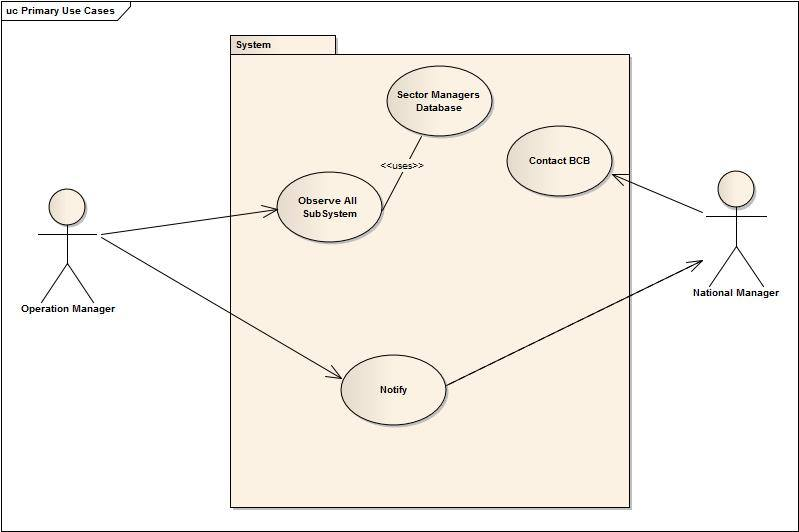 uc Primary Use Cases
System
Sector Managers
Database
Contact BCB
<<uses>>
Observe All
SubSystem
Operation Manager
National Manager
Notify